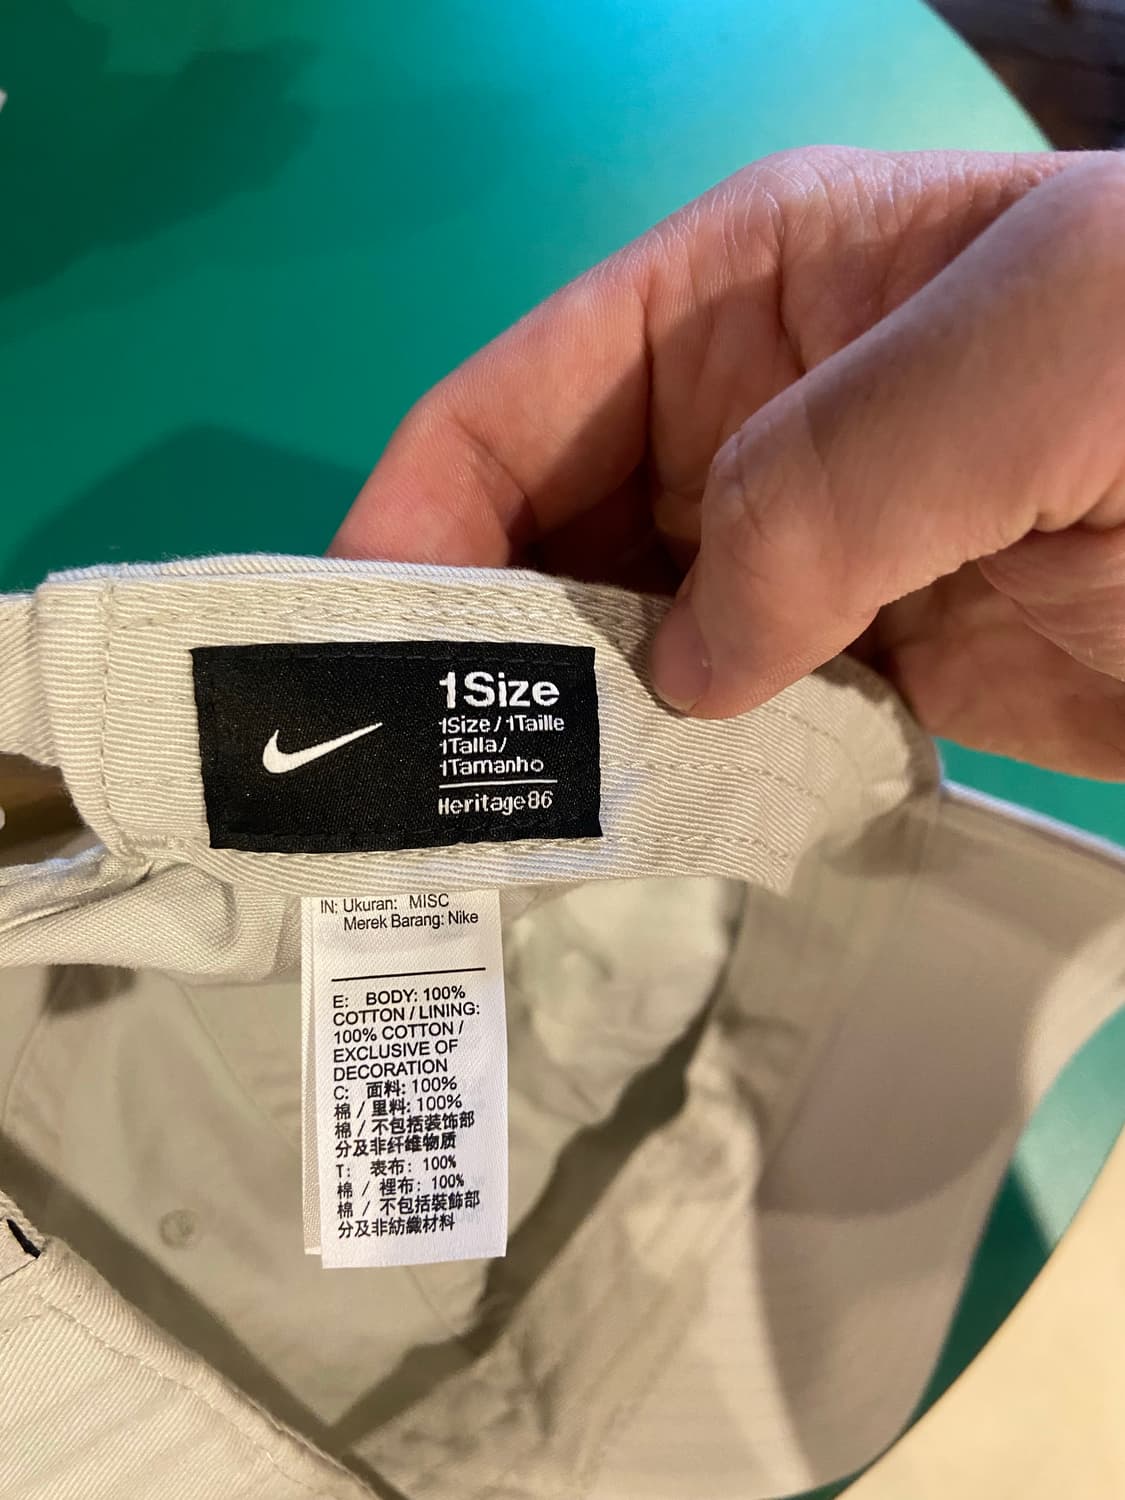 1Size
1Size/1Taille
1Talla/
1Tamanho
Heritage86
IN: Ukuran: MISC
Merek Barang: Nike
E: BODY: 100%
COTTON / LINING:
100% COTTON /
EXCLUSIVE OF
DECORATION
C: 面料: 100%
棉 / 里料: 100%
棉 / 不包括装饰部
分及非纤维物质
T: 表布: 100%
棉 / 裡布: 100%
棉 / 不包括裝飾部
分及非紡織材料